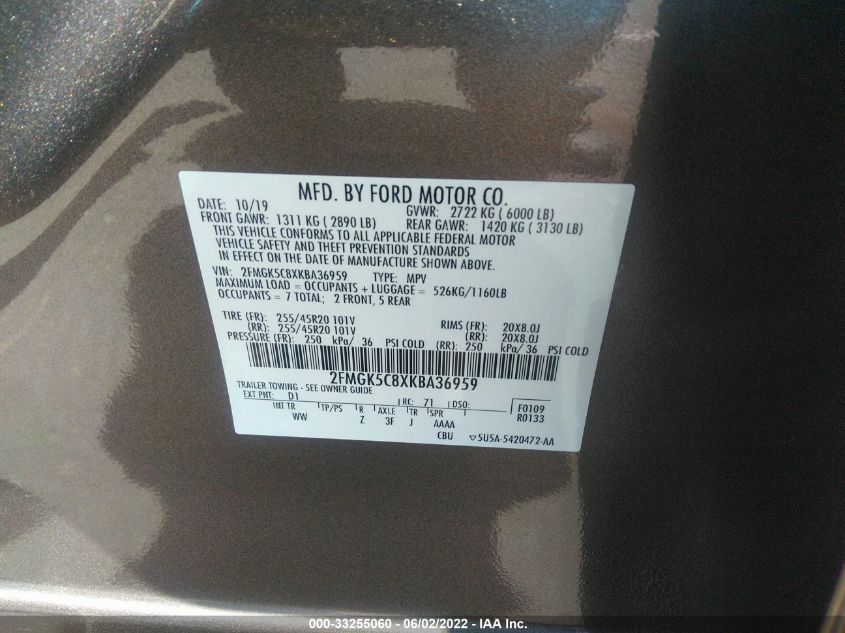 MFD. BY FORD MOTOR CO.
DATE: 10/19 GVWR: 2722 KG ( 6000 LB)
FRONT GAWR: 1311 KG ( 2890 LB) REAR GAWR: 1420 KG ( 3130 LB)
THIS VEHICLE CONFORMS TO ALL APPLICABLE FEDERAL MOTOR
VEHICLE SAFETY AND THEFT PREVENTION STANDARDS
IN EFFECT ON THE DATE OF MANUFACTURE SHOWN ABOVE.
VIN: 2FMGK5C8XKBA36959 TYPE: MPV
MAXIMUM LOAD = OCCUPANTS + LUGGAGE = 526KG/1160LB
OCCUPANTS = 7 TOTAL; 2 FRONT, 5 REAR
TIRE (FR): 255/45R20 101V RIMS (FR): 20X8.0J
(RR): 255/45R20 101V (RR): 20X8.0J
PRESSURE (FR): 250 kPa/ 36 PSI COLD (RR): 250 kPa/ 36 PSI COLD
2FMGK5C8XKBA36959
TRAILER TOWING - SEE OWNER GUIDE
EXT PNT: D1 RC: 71 DSO: F0109
INT TR TP/PS R AXLE TR SPR R0133
WW Z 3F J AAAA
CBU 5U5A-5420472-AA
000-33255060 - 06/02/2022 - IAA Inc.